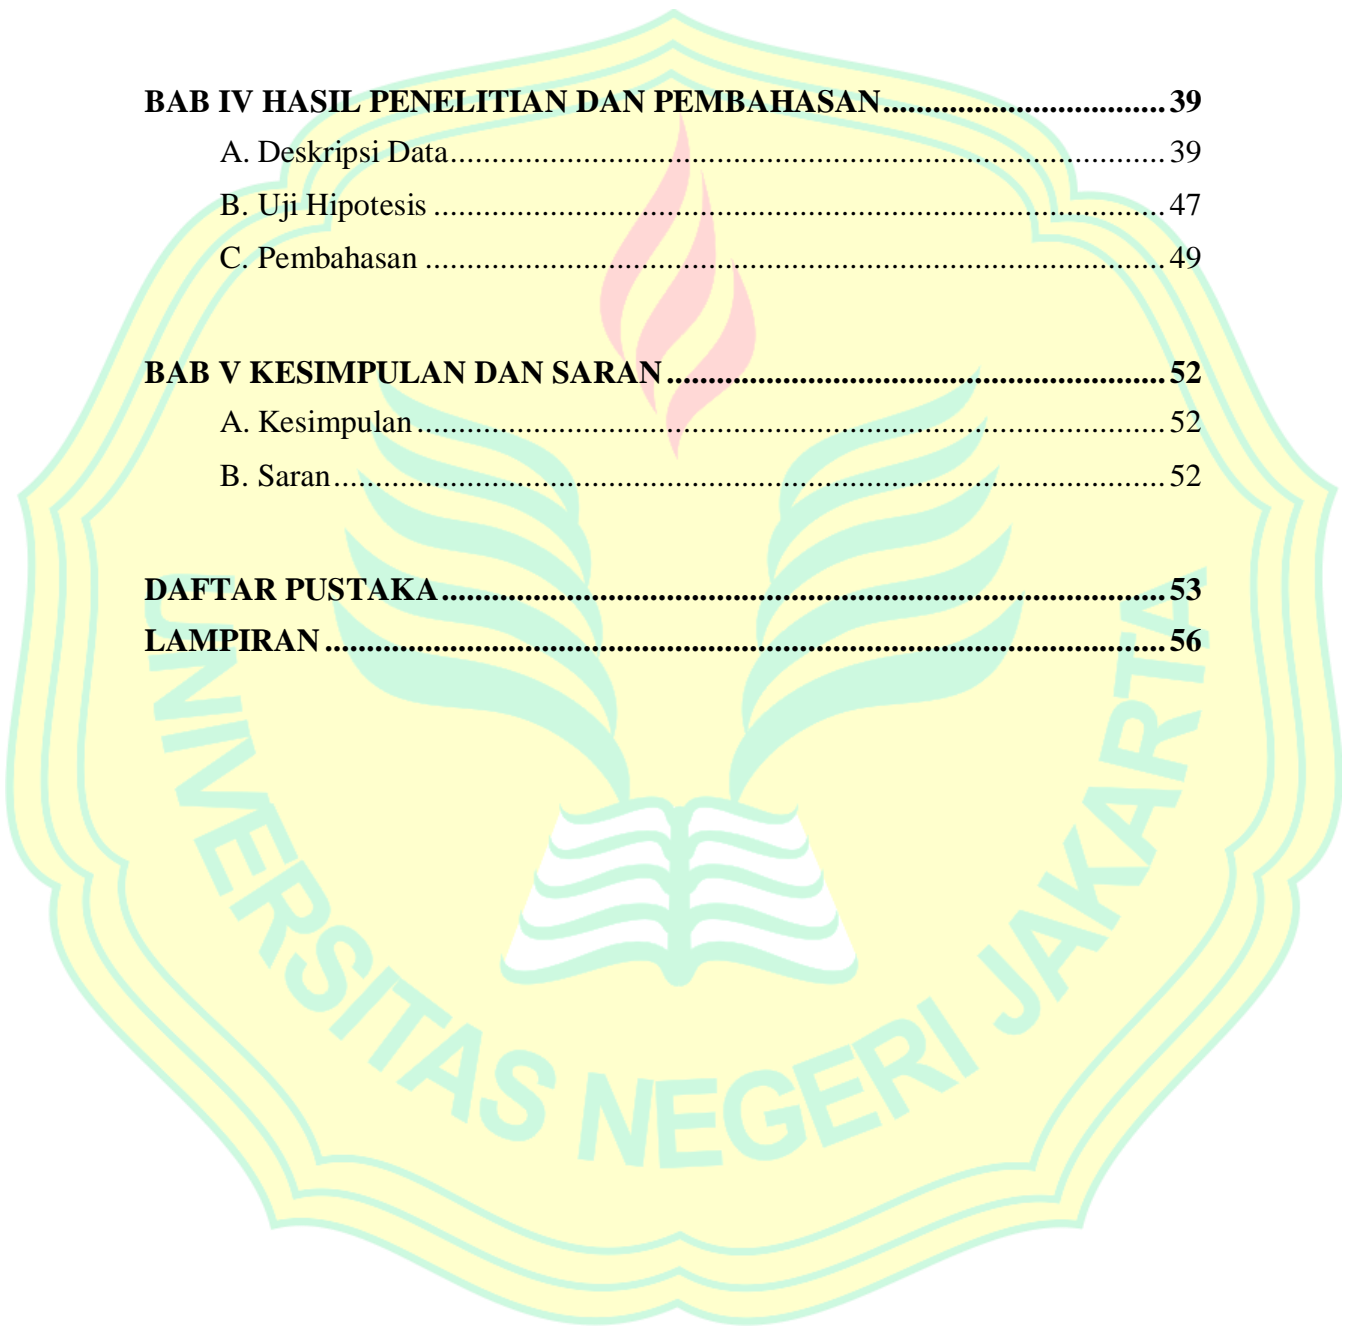 BAB IV HASIL PENELITIAN DAN PEMBAHASAN.................................. 39
A. Deskripsi Data...................................................................................... 39
B. Uji Hipotesis ........................................................................................ 47
C. Pembahasan ......................................................................................... 49
BAB V KESIMPULAN DAN SARAN............................................................ 52
A. Kesimpulan.......................................................................................... 52
B. Saran.................................................................................................... 52
DAFTAR PUSTAKA....................................................................................... 53
LAMPIRAN..................................................................................................... 56
UNIVERSITAS NEGERI JAKARTA